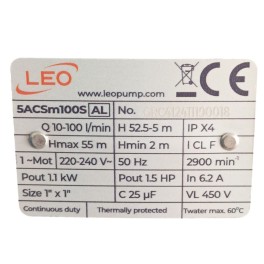 LEO
www.leopump.com
5ACSm100S AL No.
Q 10-100 l/min H 52.5-5 m IP X4
Hmax 55 m Hmin 2 m I CL F
1~Mot 220-240 V~ 50 Hz 2900 min
Pout 1.1 kW Pout 1.5 HP In 6.2 A
Size 1" x 1" C 25 µF VL 450 V
Continuous duty Thermally protected Twater max. 60°C